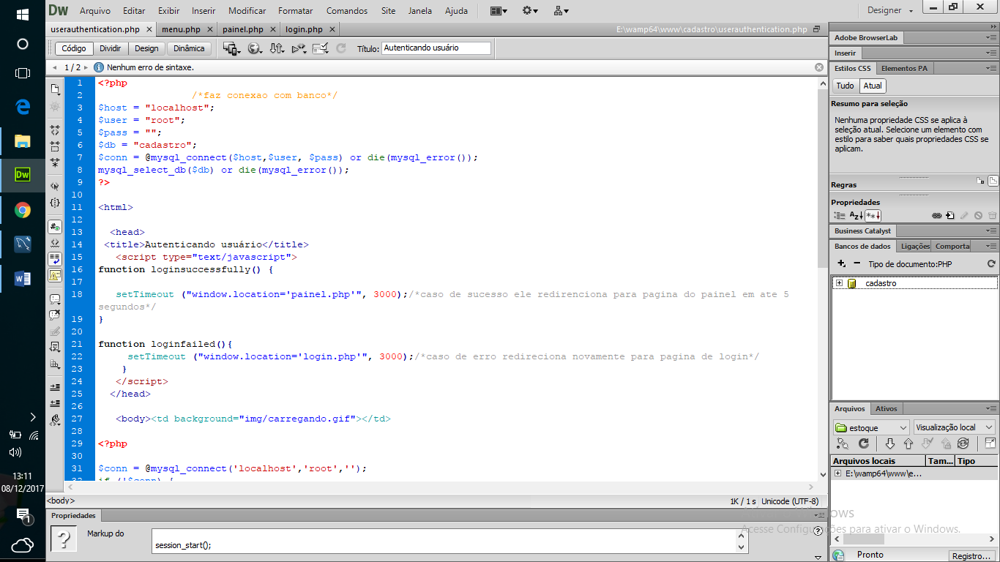 Dw Arquivo Editar Exibir Inserir Modificar Formatar Comandos Site Janela Ajuda Designer
userauthentication.php menu.php painel.php login.php E:\wamp64\www\cadastro\userauthentication.php
Código Dividir Design Dinâmica Título: Autenticando usuário
1 / 2 Nenhum erro de sintaxe.
1 <?php
2 /*faz conexao com banco*/
3 $host = "localhost";
4 $user = "root";
5 $pass = "";
6 $db = "cadastro";
7 $conn = @mysql_connect($host,$user, $pass) or die(mysql_error());
8 mysql_select_db($db) or die(mysql_error());
9 ?>
10
11 <html>
12
13 <head>
14 <title>Autenticando usuário</title>
15 <script type="text/javascript">
16 function loginsuccessfully() {
17
18 setTimeout ("window.location='painel.php'", 3000);/*caso de sucesso ele redirenciona para pagina do painel em ate 5
segundos*/
19 }
20
21 function loginfailed(){
22 setTimeout ("window.location='login.php'", 3000);/*caso de erro redireciona novamente para pagina de login*/
23 }
24 </script>
25 </head>
26
27 <body><td background="img/carregando.gif"></td>
28
29 <?php
30
31 $conn = @mysql_connect('localhost','root','');
32 if (!$conn) {
<body> 1K / 1 s Unicode (UTF-8)
Propriedades
Markup do
session_start();
Adobe BrowserLab
Inserir
Estilos CSS Elementos PA
Tudo Atual
Resumo para seleção
Nenhuma propriedade CSS se aplica à
seleção atual. Selecione um elemento com
estilo para saber quais propriedades CSS se
aplicam.
Regras
Propriedades
Business Catalyst
Bancos de dados Ligações Comporta
Tipo de documento:PHP
cadastro
Arquivos Ativos
estoque Visualização local
Arquivos locais Tam... Tipo
E:\wamp64\www\e...
Acesse Configurações para ativar o Windows.
Pronto Registro...
13:11
08/12/2017
1